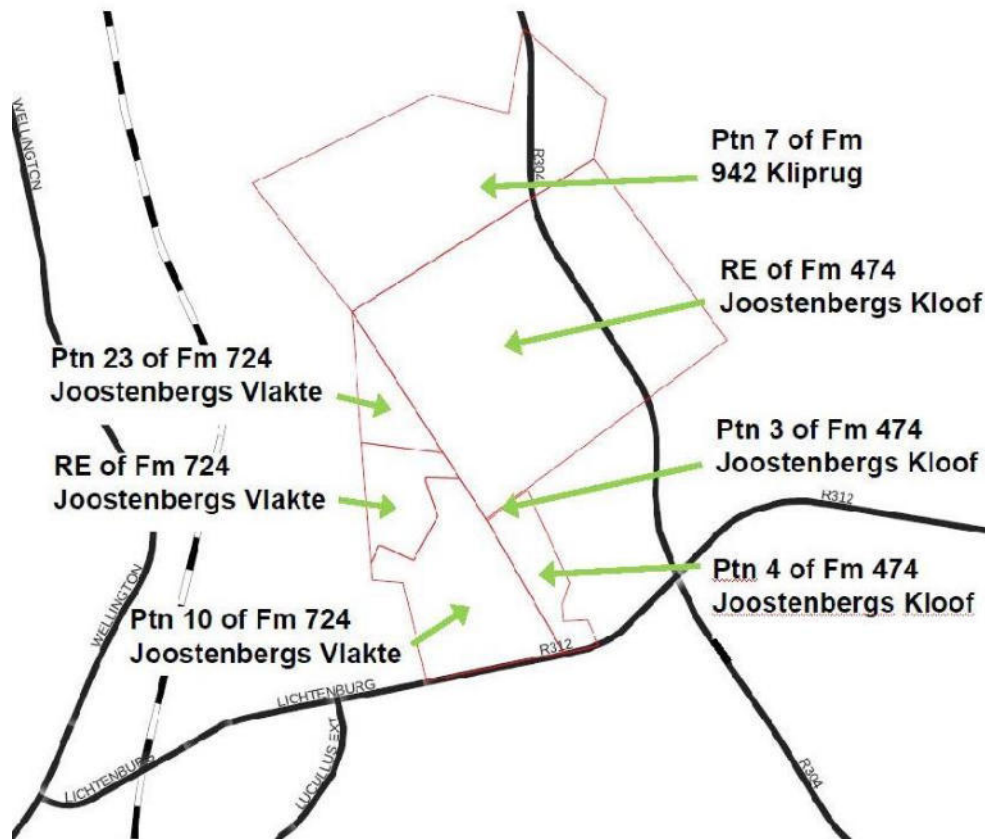 WELLINGTON
R304
Ptn 7 of Fm
942 Kliprug
RE of Fm 474
Joostenbergs Kloof
Ptn 23 of Fm 724
Joostenbergs Vlakte
Ptn 3 of Fm 474
Joostenbergs Kloof
RE of Fm 724
Joostenbergs Vlakte
R312
Ptn 4 of Fm 474
Joostenbergs Kloof
WELLINGTON
Ptn 10 of Fm 724
Joostenbergs Vlakte
R312
LICHTENBURG
LUCULLUS EXT
LICHTENBURG
R304